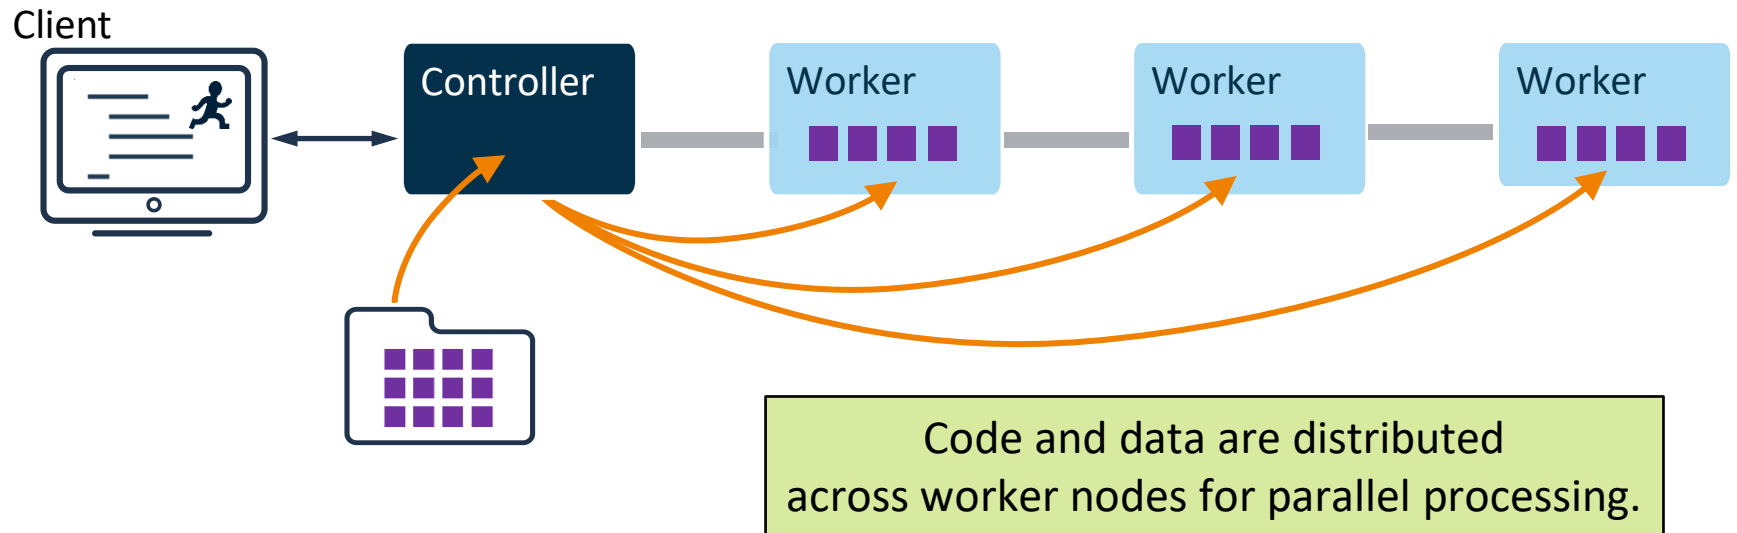 Client
Controller
Worker
Worker
Worker
Code and data are distributed
across worker nodes for parallel processing.